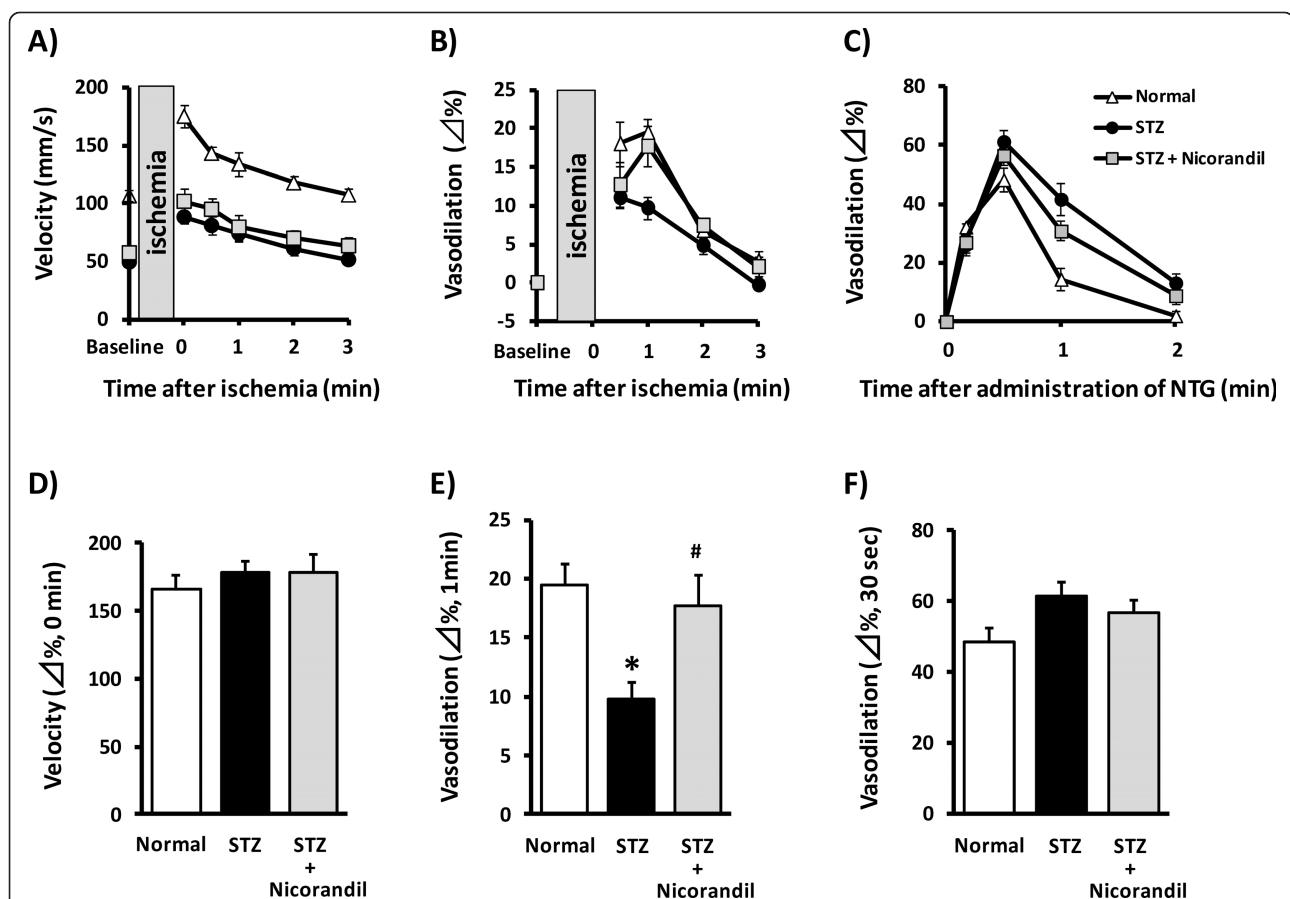 A)
Velocity (mm/s)
200
150
100
50
0
ischemia
Baseline 0 1 2 3
Time after ischemia (min)
B)
Vasodilation (⊿%)
25
20
15
10
5
0
-5
ischemia
Baseline 0 1 2 3
Time after ischemia (min)
C)
Vasodilation (⊿%)
80
60
40
20
0
Normal
STZ
STZ + Nicorandil
0 1 2
Time after administration of NTG (min)
D)
Velocity (⊿%, 0 min)
200
150
100
50
0
Normal STZ STZ
+
Nicorandil
E)
Vasodilation (⊿%, 1min)
25
20
15
10
5
0
*
#
Normal STZ STZ
+
Nicorandil
F)
Vasodilation (⊿%, 30 sec)
80
60
40
20
0
Normal STZ STZ
+
Nicorandil